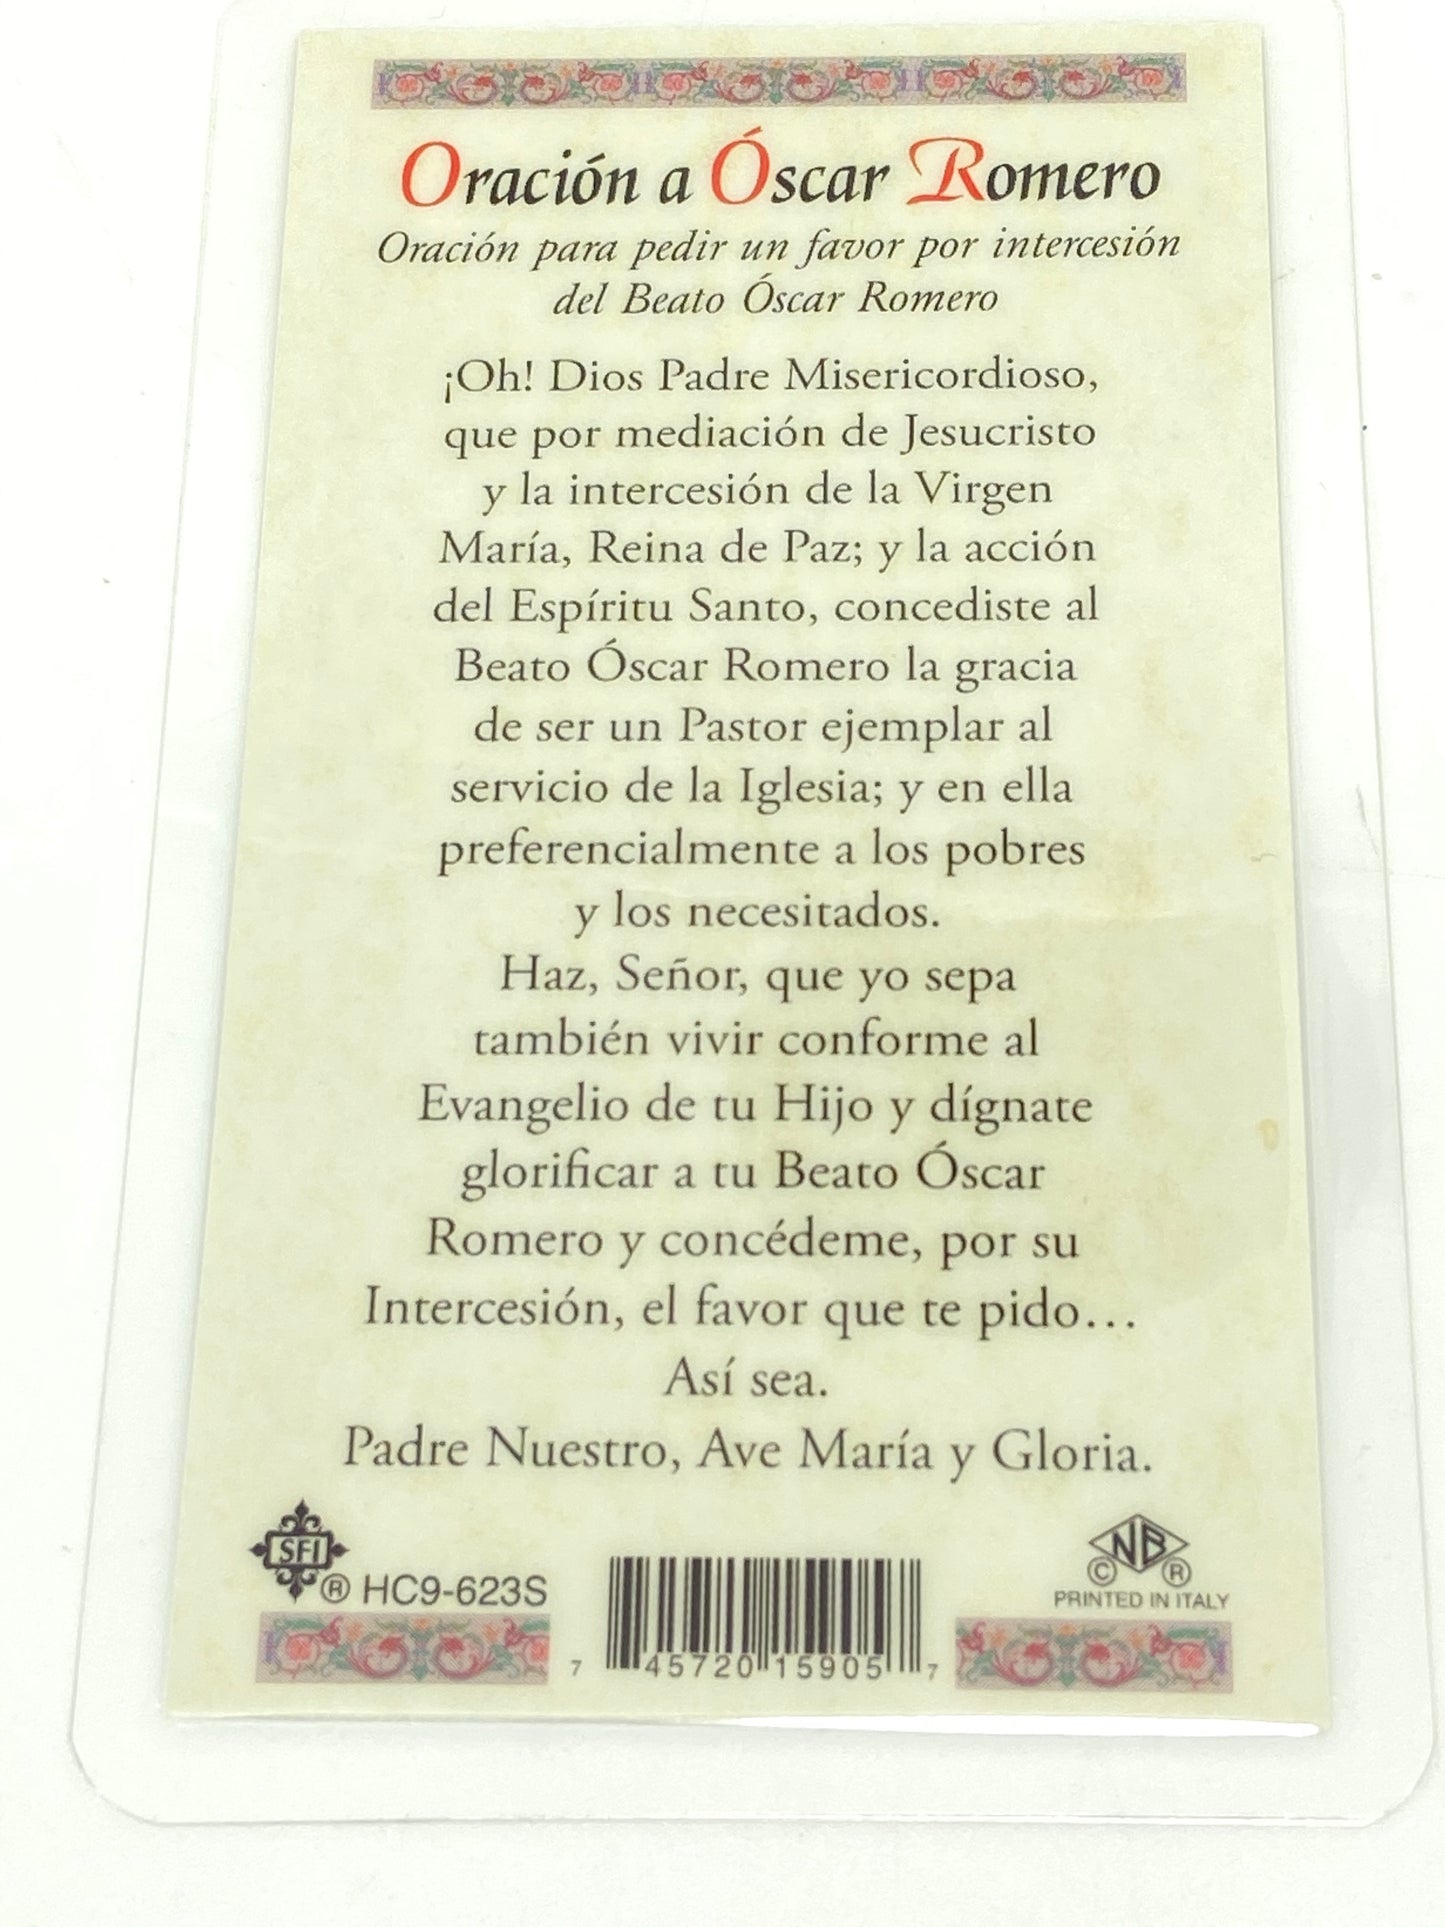 Oración a Óscar Romero
Oración para pedir un favor por intercesión
del Beato Óscar Romero
¡Oh! Dios Padre Misericordioso,
que por mediación de Jesucristo
y la intercesión de la Virgen
María, Reina de Paz; y la acción
del Espíritu Santo, concediste al
Beato Óscar Romero la gracia
de ser un Pastor ejemplar al
servicio de la Iglesia; y en ella
preferencialmente a los pobres
y los necesitados.
Haz, Señor, que yo sepa
también vivir conforme al
Evangelio de tu Hijo y dígnate
glorificar a tu Beato Óscar
Romero y concédeme, por su
Intercesión, el favor que te pido...
Así sea.
Padre Nuestro, Ave María y Gloria.
SFI ® HC9-623S
7 45720 15905 7
NB © ®
PRINTED IN ITALY